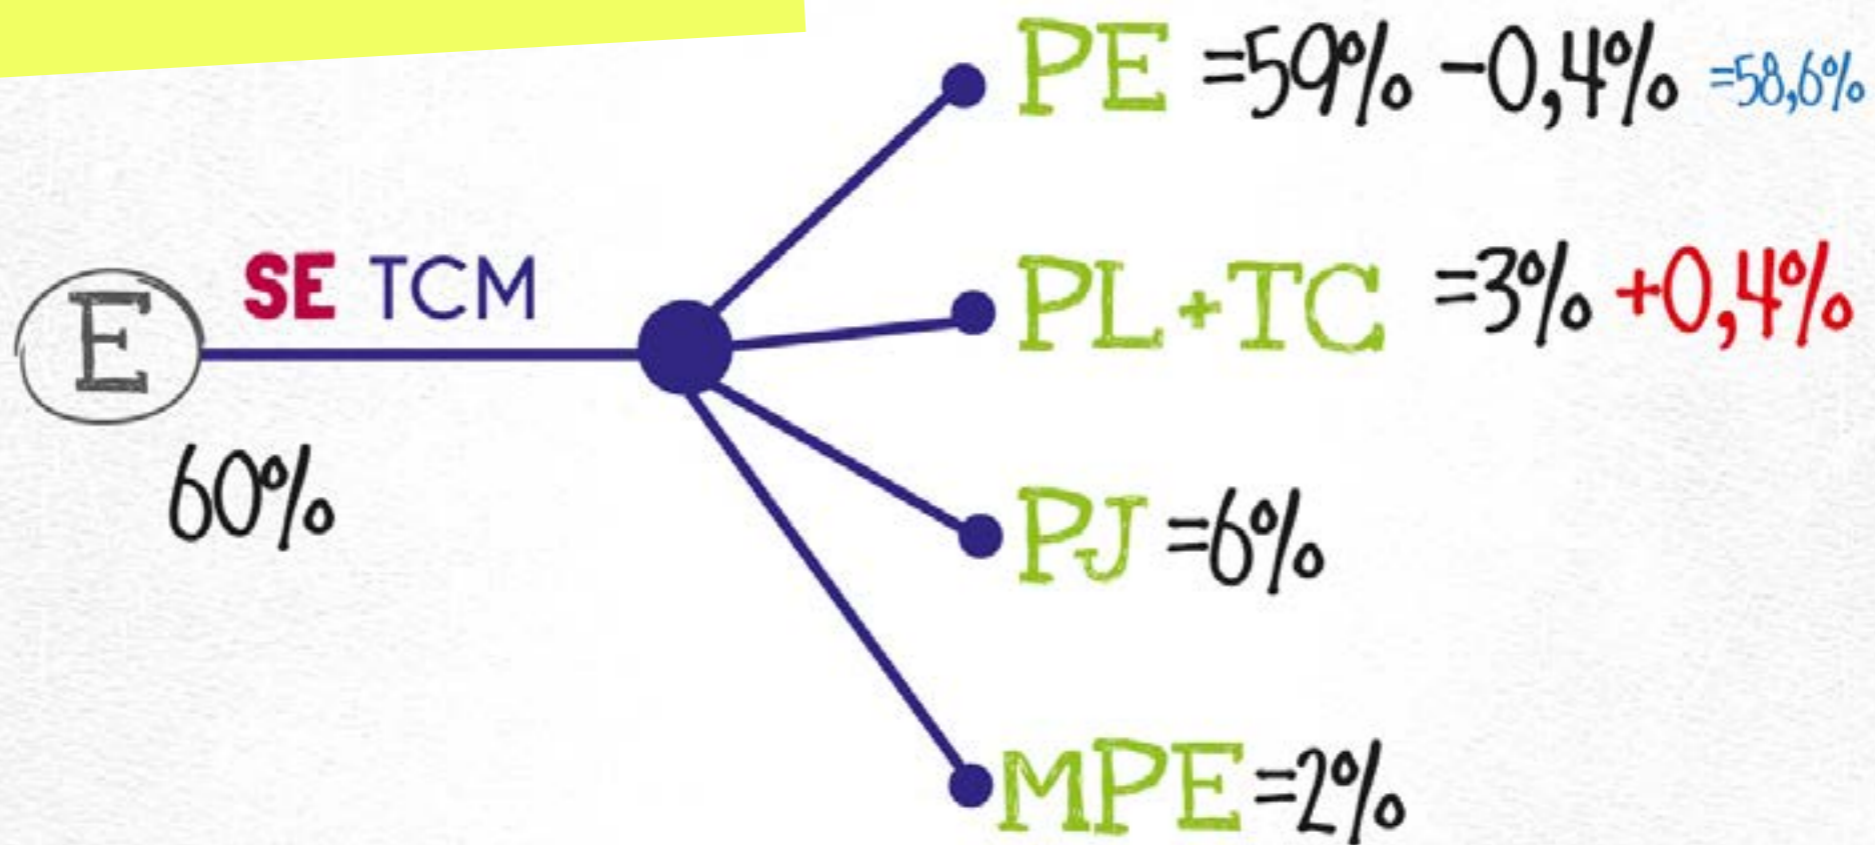 PE =59% -0,4% =58,6%
E SE TCM
60%
PL+TC =3% +0,4%
PJ =6%
MPE=2%